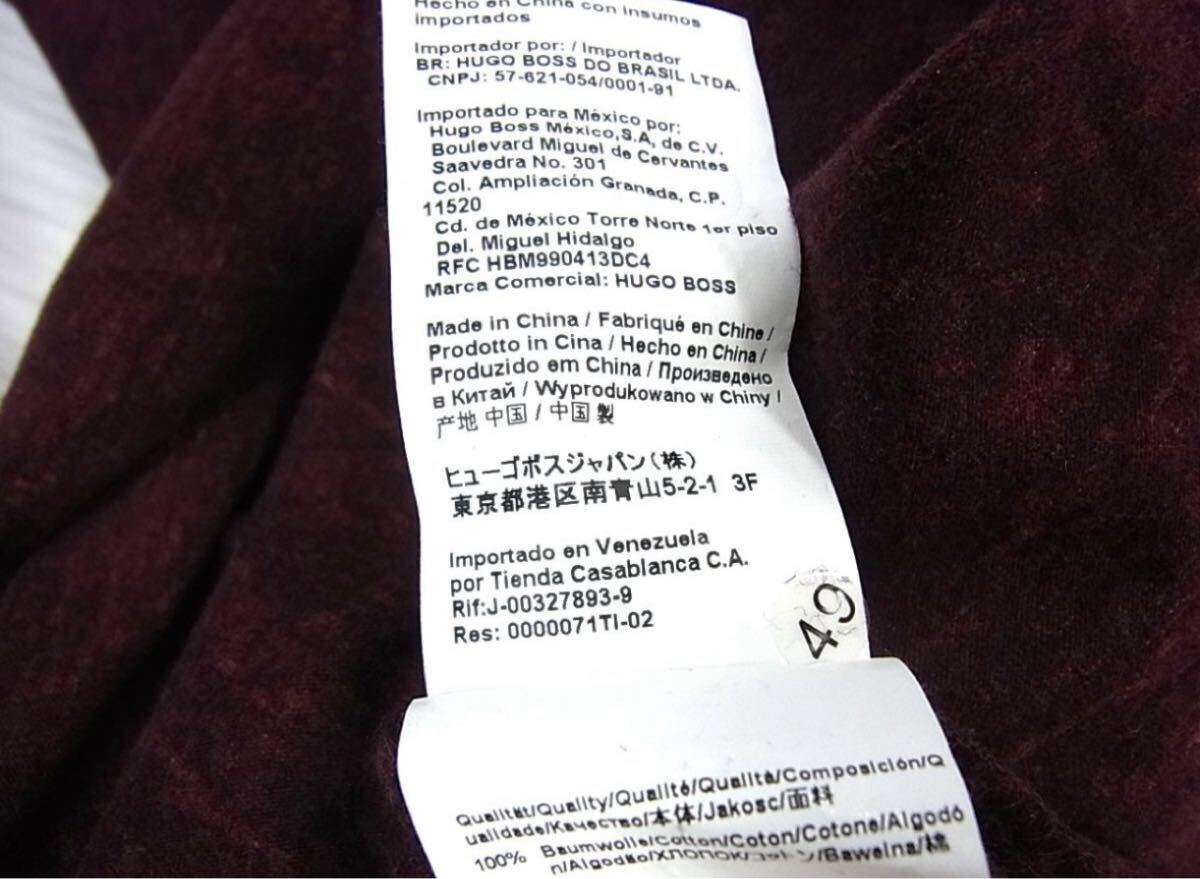 Hecho en China con insumos
importados
Importador por: / Importador
BR: HUGO BOSS DO BRASIL LTDA.
CNPJ: 57-621-054/0001-91
Importado para México por:
Hugo Boss México,S.A, de C.V.
Boulevard Miguel de Cervantes
Saavedra No. 301
Col. Ampliación Granada, C.P.
11520
Cd. de México Torre Norte 1er piso
Del. Miguel Hidalgo
RFC HBM990413DC4
Marca Comercial: HUGO BOSS
Made in China / Fabriqué en Chine /
Prodotto in Cina / Hecho en China /
Produzido em China / Произведено
в Китай / Wyprodukowano w Chiny /
产地 中国 / 中国 製
ヒューゴボスジャパン(株)
東京都港区南青山5-2-1 3F
Importado en Venezuela
por Tienda Casablanca C.A.
Rif:J-00327893-9
Res: 0000071TI-02
49
Qualität/Quality/Qualité/Qualità/Composición/Q
ualidade/Качество/本体/Jakosc/面料
100% Baumwolle/Cotton/Coton/Cotone/Algodó
n/Algodão/ХЛОПОК/コットン/Bawelna/棉